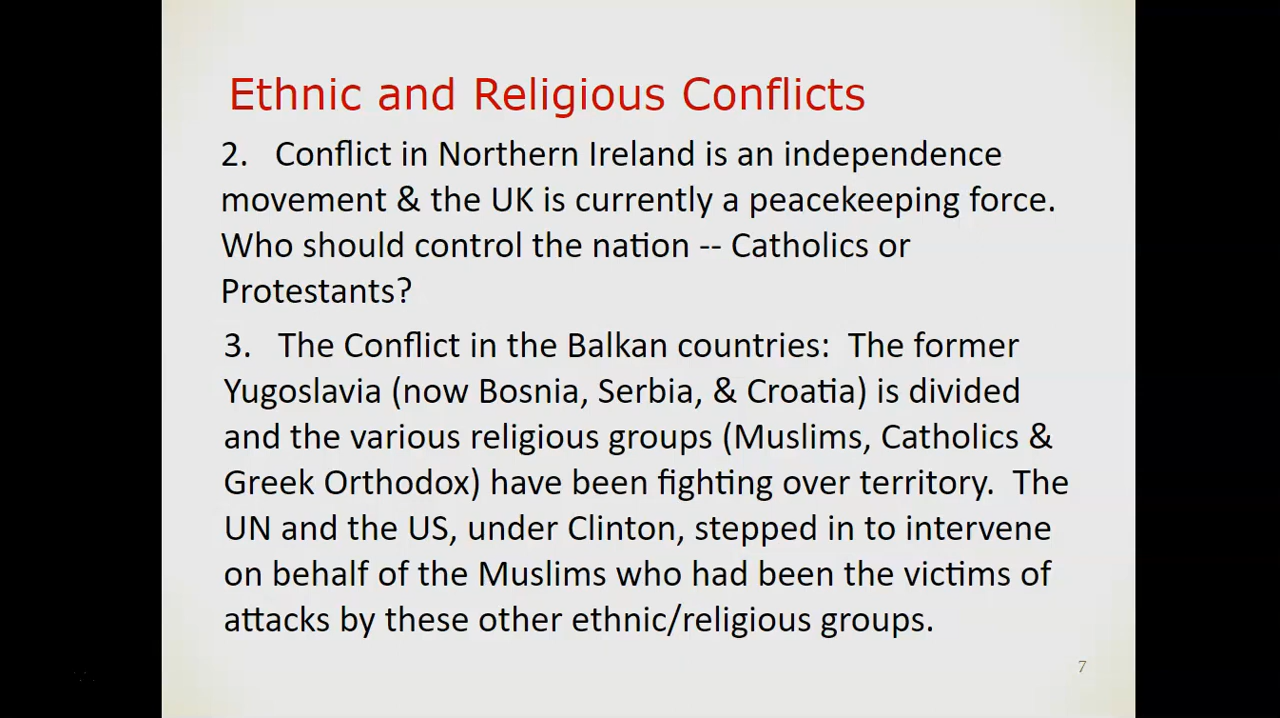 Ethnic and Religious Conflicts
2. Conflict in Northern Ireland is an independence
movement & the UK is currently a peacekeeping force.
Who should control the nation -- Catholics or
Protestants?
3. The Conflict in the Balkan countries: The former
Yugoslavia (now Bosnia, Serbia, & Croatia) is divided
and the various religious groups (Muslims, Catholics &
Greek Orthodox) have been fighting over territory. The
UN and the US, under Clinton, stepped in to intervene
on behalf of the Muslims who had been the victims of
attacks by these other ethnic/religious groups.
7